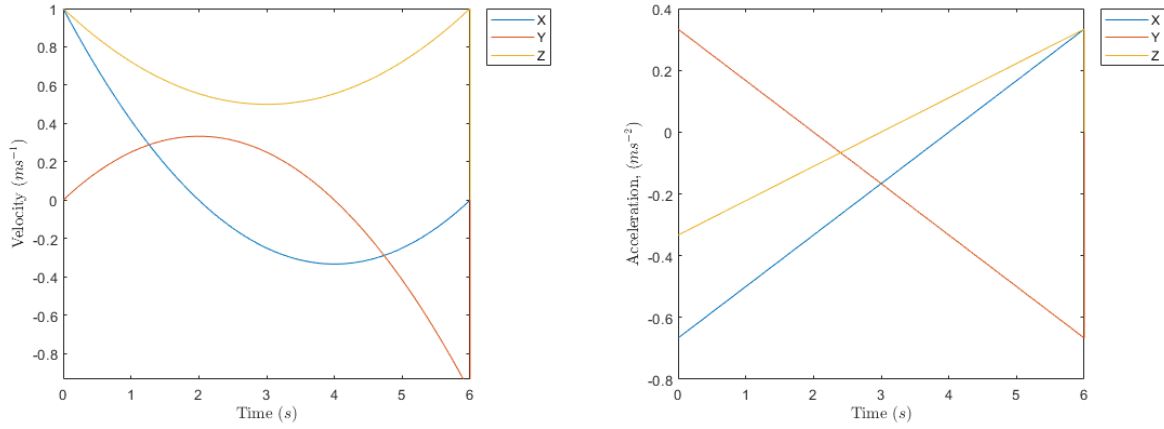 1
0.8
0.6
0.4
0.2
0
-0.2
-0.4
-0.6
-0.8
0 1 2 3 4 5 6
Velocity (ms⁻¹)
Time (s)
X
Y
Z
0.4
0.2
0
-0.2
-0.4
-0.6
-0.8
0 1 2 3 4 5 6
Acceleration, (ms⁻²)
Time (s)
X
Y
Z